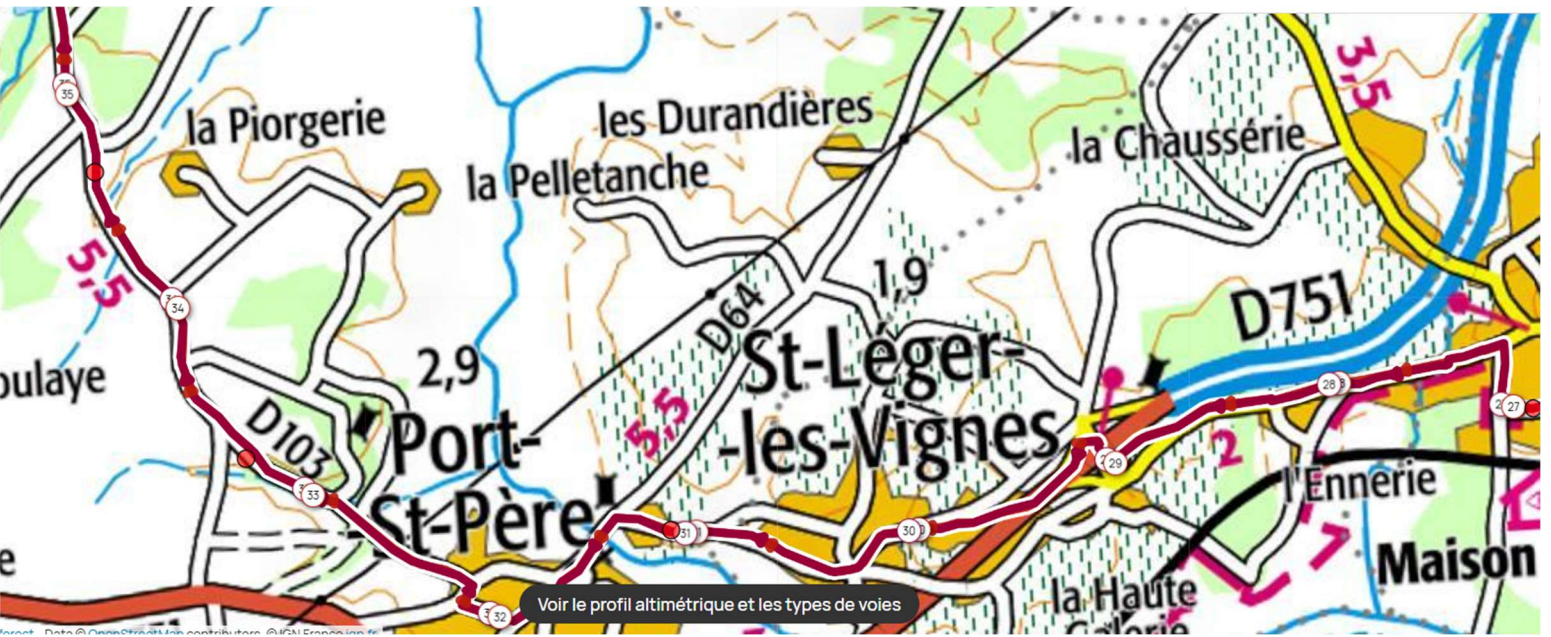 3,5
35
la Piorgerie
les Durandières
la Chaussérie
la Pelletanche
5,5
34
1,9
D64
D751
St-Léger-
-les-Vignes
oulaye
2,9
28
27
D103
Port-
-St-Père
5,5
29
2
l'Ennerie
33
31
30
Maison
e
32
Voir le profil altimétrique et les types de voies
la Haute
Galerie
Data © OpenStreetMap contributors, © IGN France ign.fr